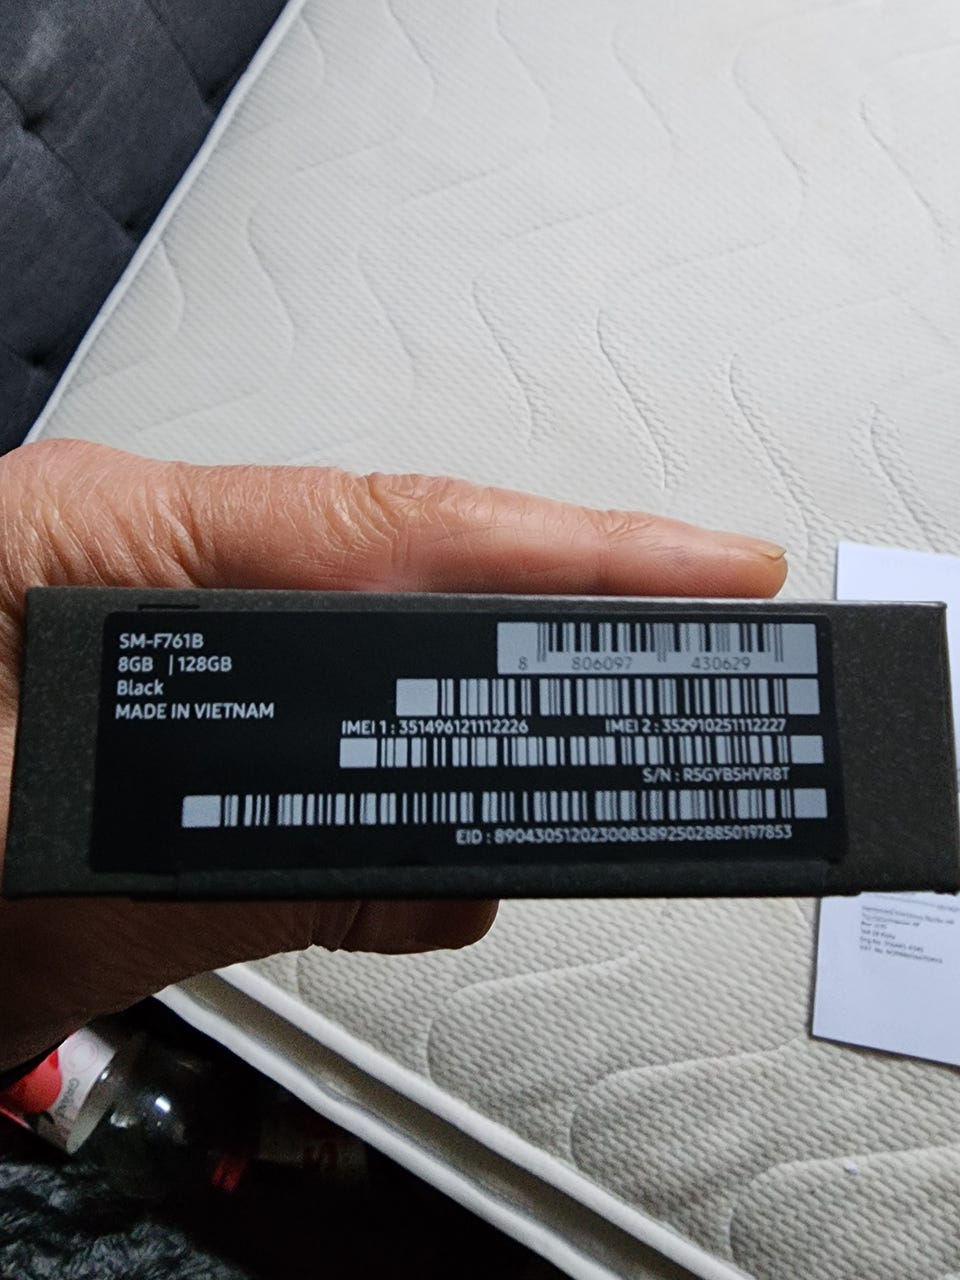 SM-F761B
8GB | 128GB
Black
MADE IN VIETNAM
8 806097 430629
IMEI 1 : 351496121112226 IMEI 2 : 352910251112227
S/N : R5GYB5HVR8T
EID : 89043051202300838925028850197853